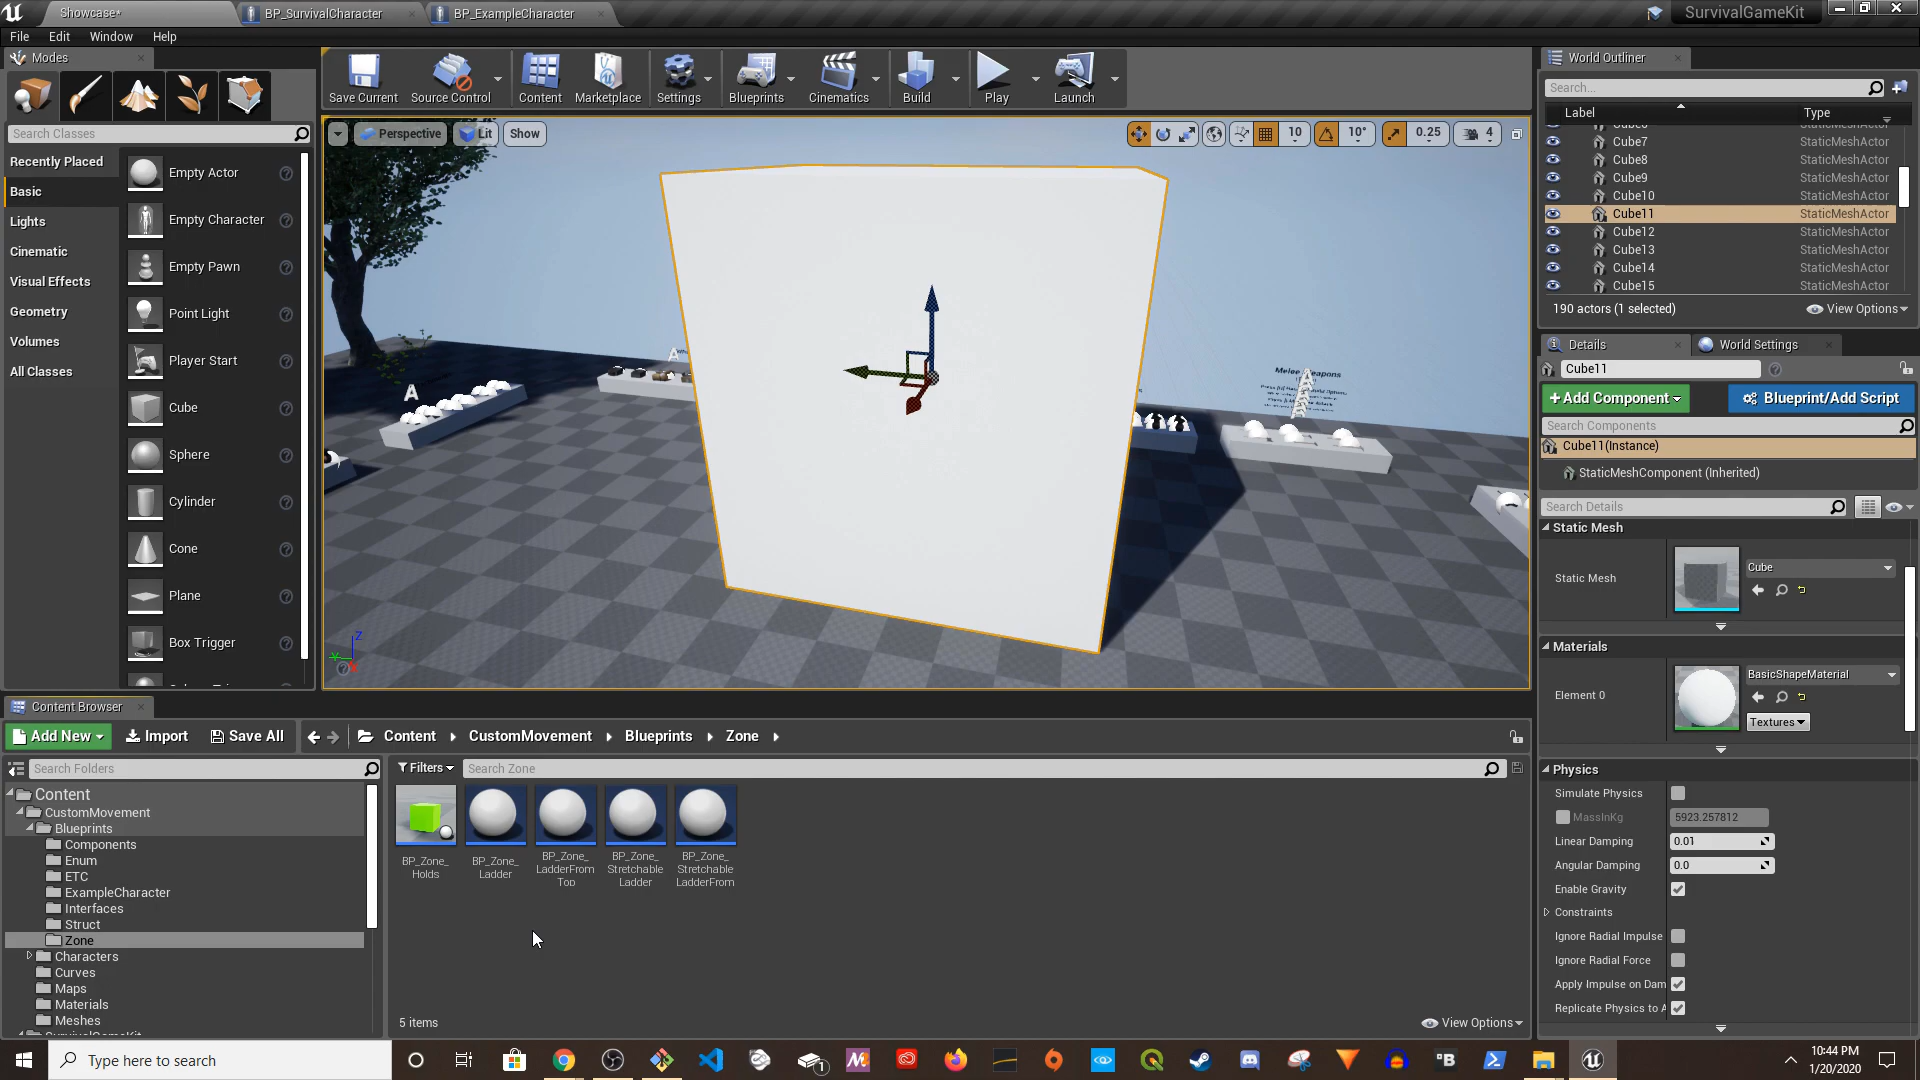 Showcase*
BP_SurvivalCharacter
BP_ExampleCharacter
SurvivalGameKit
File Edit Window Help
Modes
Search Classes
Recently Placed
Basic
Lights
Cinematic
Visual Effects
Geometry
Volumes
All Classes
Empty Actor
Empty Character
Empty Pawn
Point Light
Player Start
Cube
Sphere
Cylinder
Cone
Plane
Box Trigger
Save Current
Source Control
Content
Marketplace
Settings
Blueprints
Cinematics
Build
Play
Launch
Perspective
Lit
Show
10
10°
0.25
4
A
A
Melee Weapons
Z
Y
X
World Outliner
Search...
Label Type
Cube7 StaticMeshActor
Cube8 StaticMeshActor
Cube9 StaticMeshActor
Cube10 StaticMeshActor
Cube11 StaticMeshActor
Cube12 StaticMeshActor
Cube13 StaticMeshActor
Cube14 StaticMeshActor
Cube15 StaticMeshActor
190 actors (1 selected)
View Options
Details
World Settings
Cube11
+Add Component
Blueprint/Add Script
Search Components
Cube11(Instance)
StaticMeshComponent (Inherited)
Search Details
Static Mesh
Static Mesh
Cube
Materials
Element 0
BasicShapeMaterial
Textures
Physics
Simulate Physics
MassInKg 5923.257812
Linear Damping 0.01
Angular Damping 0.0
Enable Gravity
Constraints
Ignore Radial Impulse
Ignore Radial Force
Apply Impulse on Dam
Replicate Physics to A
Content Browser
Add New
Import
Save All
Content
CustomMovement
Blueprints
Zone
Search Folders
Filters
Search Zone
Content
CustomMovement
Blueprints
Components
Enum
ETC
ExampleCharacter
Interfaces
Struct
Zone
Characters
Curves
Maps
Materials
Meshes
BP_Zone_
Holds
BP_Zone_
Ladder
BP_Zone_
LadderFrom
Top
BP_Zone_
Stretchable
Ladder
BP_Zone_
Stretchable
LadderFrom
5 items
View Options
Type here to search
10:44 PM
1/20/2020